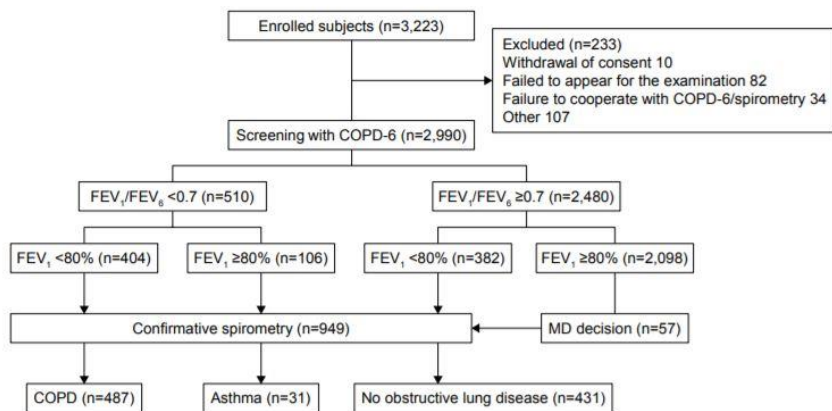 Enrolled subjects (n=3,223)
Excluded (n=233)
Withdrawal of consent 10
Failed to appear for the examination 82
Failure to cooperate with COPD-6/spirometry 34
Other 107
Screening with COPD-6 (n=2,990)
FEV₁/FEV₆ <0.7 (n=510)
FEV₁/FEV₆ ≥0.7 (n=2,480)
FEV₁ <80% (n=404)
FEV₁ ≥80% (n=106)
FEV₁ <80% (n=382)
FEV₁ ≥80% (n=2,098)
Confirmative spirometry (n=949)
MD decision (n=57)
COPD (n=487)
Asthma (n=31)
No obstructive lung disease (n=431)